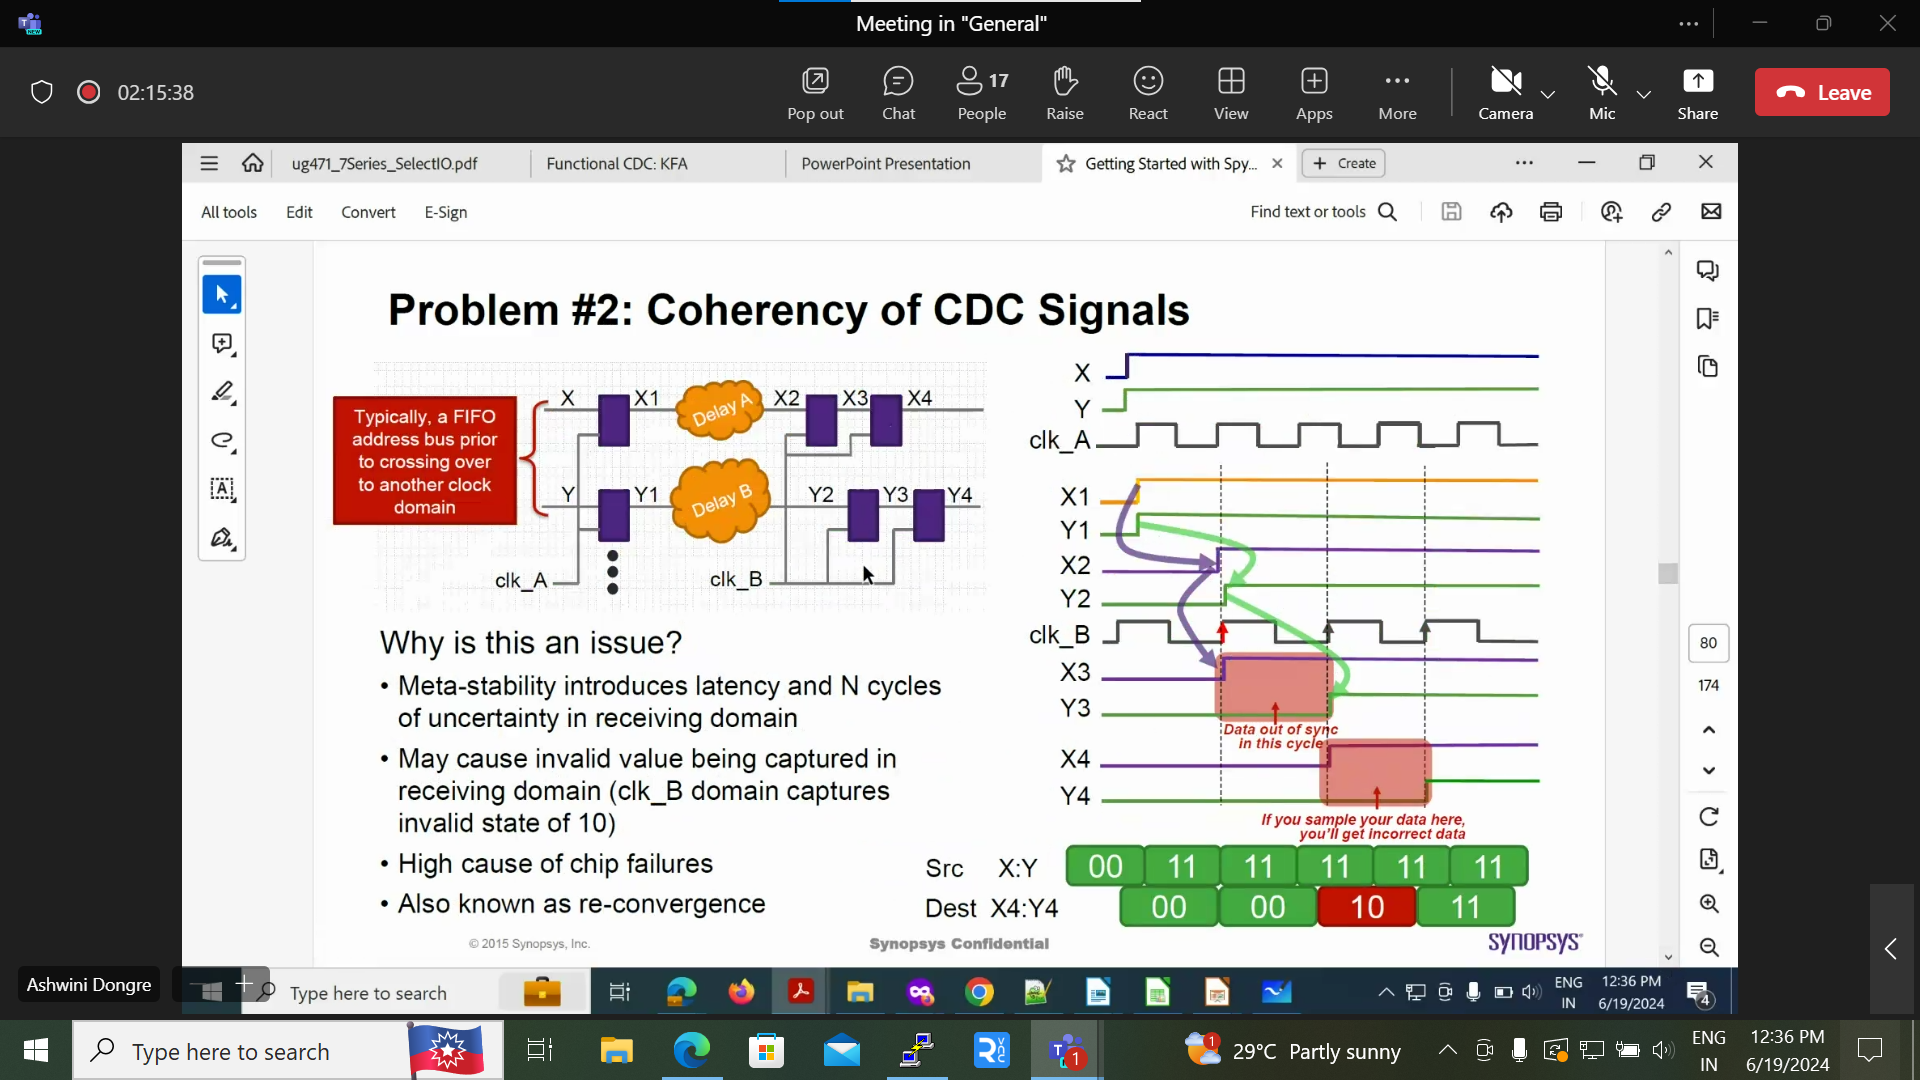 Meeting in "General"
02:15:38
Pop out
Chat
17
People
Raise
React
View
Apps
More
Camera
Mic
Share
Leave
ug471_7Series_SelectIO.pdf
Functional CDC: KFA
PowerPoint Presentation
Getting Started with Spy...
Create
All tools
Edit
Convert
E-Sign
Find text or tools
Problem #2: Coherency of CDC Signals
Typically, a FIFO
address bus prior
to crossing over
to another clock
domain
X
X1
Delay A
X2
X3
X4
Y
Y1
Delay B
Y2
Y3
Y4
clk_A
clk_B
X
Y
clk_A
X1
Y1
X2
Y2
clk_B
X3
Y3
Data out of sync
in this cycle
X4
Y4
If you sample your data here,
you'll get incorrect data
Why is this an issue?
• Meta-stability introduces latency and N cycles
of uncertainty in receiving domain
• May cause invalid value being captured in
receiving domain (clk_B domain captures
invalid state of 10)
• High cause of chip failures
• Also known as re-convergence
Src X:Y 00 11 11 11 11 11
Dest X4:Y4 00 00 10 11
© 2015 Synopsys, Inc.
Synopsys Confidential
SYNOPSYS®
80
174
Ashwini Dongre
Type here to search
ENG
IN
12:36 PM
6/19/2024
4
Type here to search
1
1
29°C Partly sunny
ENG
IN
12:36 PM
6/19/2024